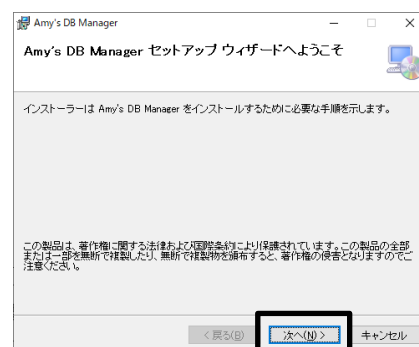 Amy's DB Manager
Amy's DB Manager セットアップ ウィザードへようこそ
インストーラーは Amy's DB Manager をインストールするために必要な手順を示します。
この製品は、著作権に関する法律および国際条約により保護されています。この製品の全部
または一部を無断で複製したり、無断で複製物を頒布すると、著作権の侵害となりますのでご
注意ください。
< 戻る(B)
次へ(N) >
キャンセル